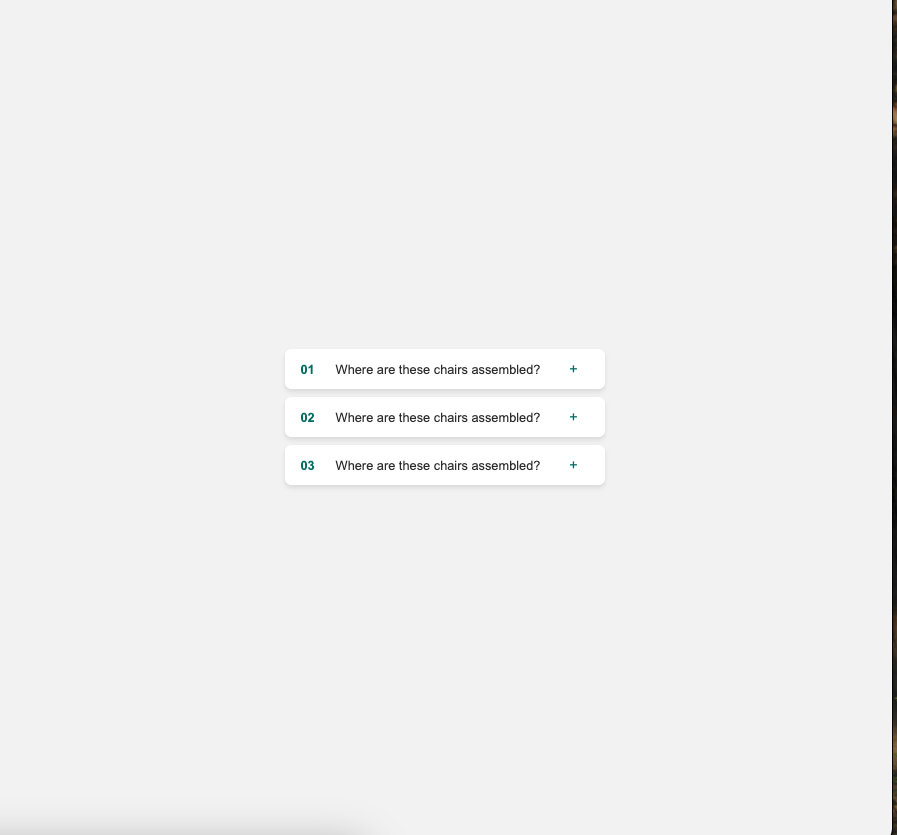 01 Where are these chairs assembled? +
02 Where are these chairs assembled? +
03 Where are these chairs assembled? +